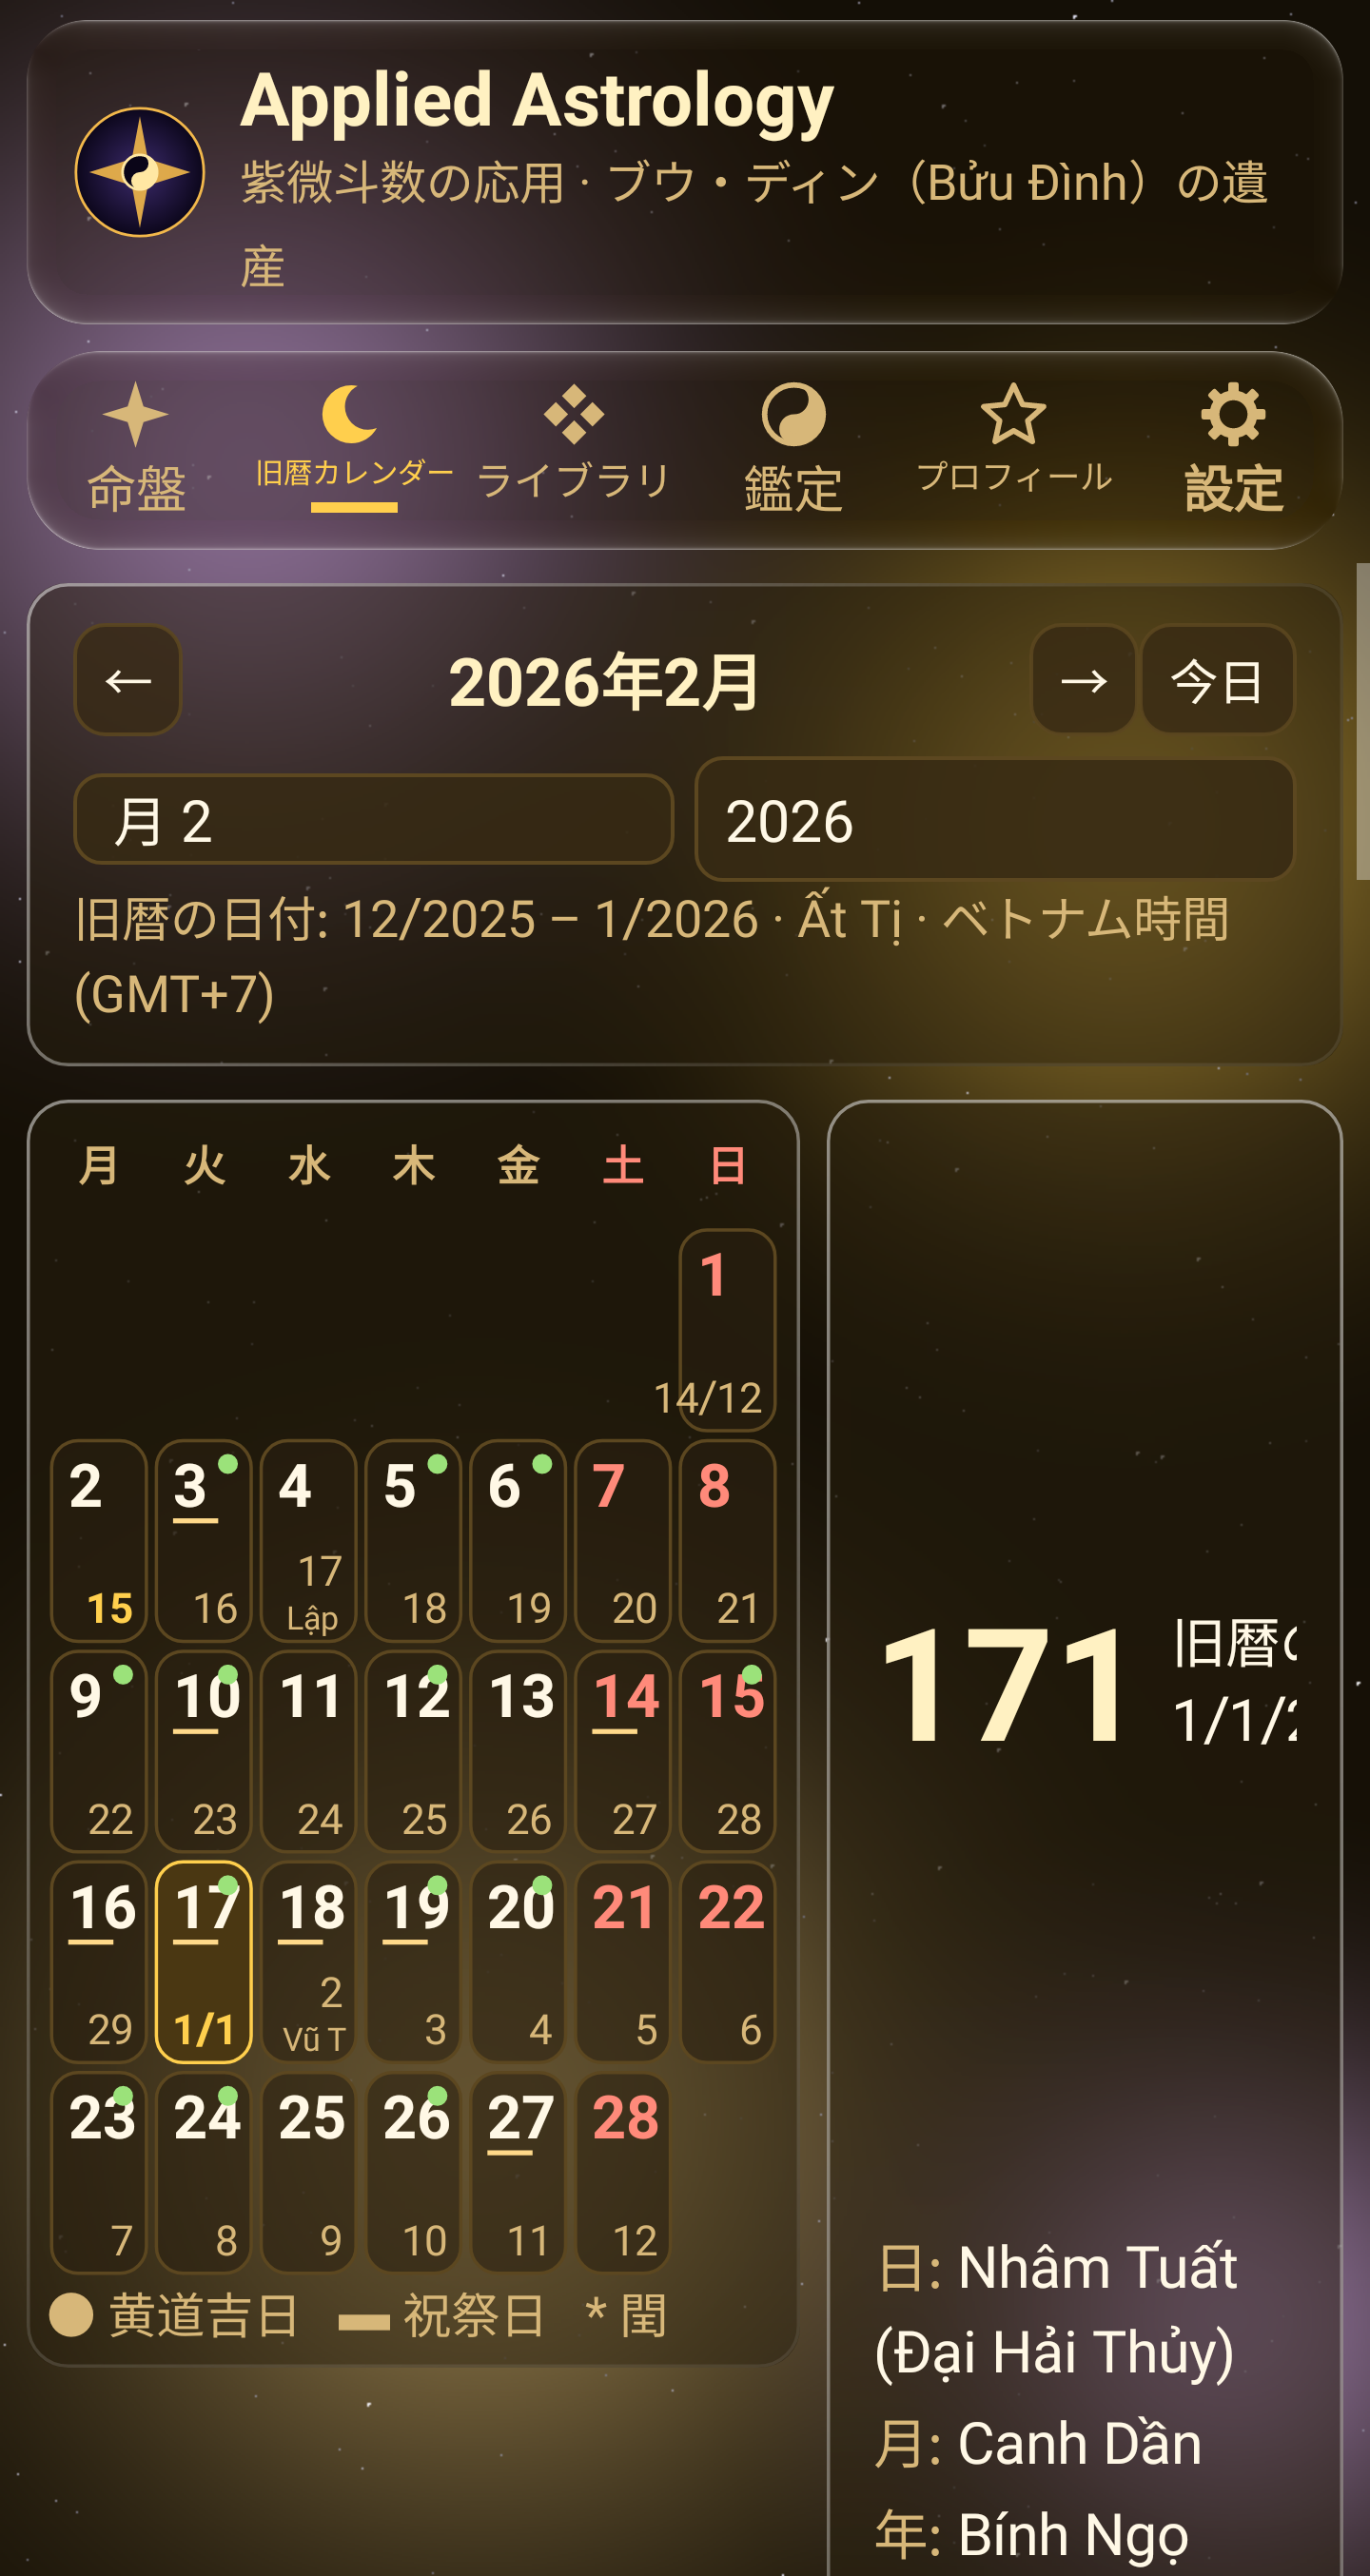 Applied Astrology
紫微斗数の応用 · ブウ・ディン（Bửu Đình）の遺
産
命盤 旧暦カレンダー ライブラリ 鑑定 プロフィール 設定
← 2026年2月 → 今日
月 2 2026
旧暦の日付: 12/2025 – 1/2026 · Ất Tị · ベトナム時間
(GMT+7)
月 火 水 木 金 土 日
1
14/12
2 3 4 5 6 7 8
15 16 17 18 19 20 21
Lập
9 10 11 12 13 14 15
22 23 24 25 26 27 28
16 17 18 19 20 21 22
29 1/1 2 3 4 5 6
Vũ T
23 24 25 26 27 28
7 8 9 10 11 12
黄道吉日 祝祭日 * 閏
171
旧暦
1/1/
日: Nhâm Tuất
(Đại Hải Thủy)
月: Canh Dần
年: Bính Ngọ